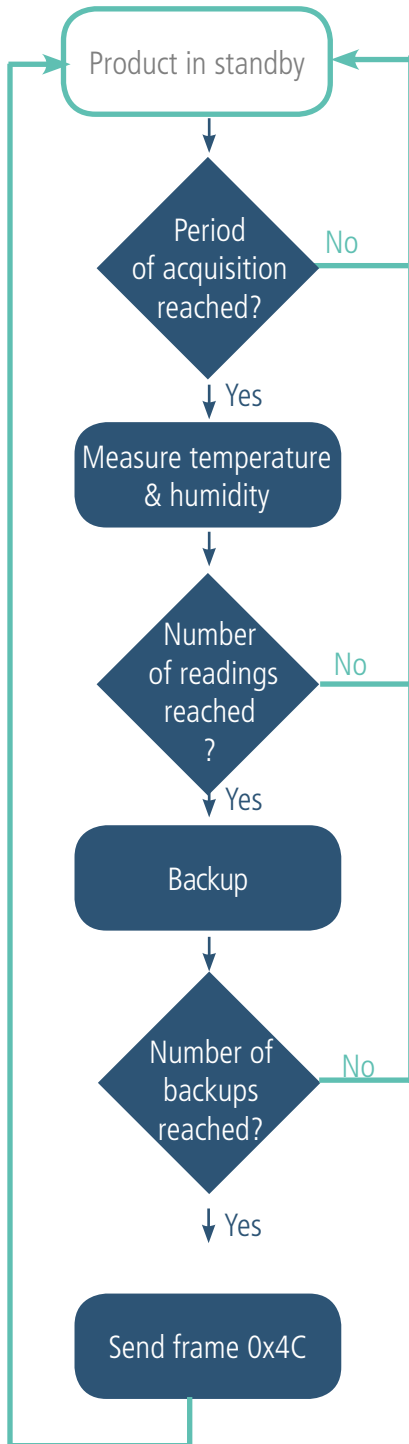 Product in standby
Period
of acquisition
reached?
No
Yes
Measure temperature
& humidity
Number
of readings
reached
?
No
Yes
Backup
Number of
backups
reached?
No
Yes
Send frame 0x4C